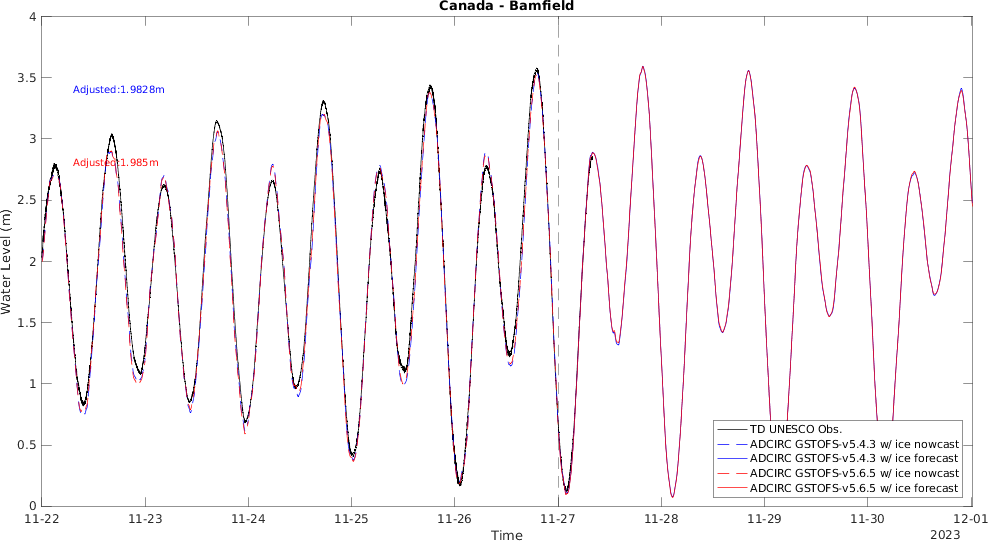 Canada - Bamfield
4
3.5
Adjusted:1.9828m
3
Adjusted:1.985m
2.5
Water Level (m)
2
1.5
1
0.5
0
TD UNESCO Obs.
ADCIRC GSTOFS-v5.4.3 w/ ice nowcast
ADCIRC GSTOFS-v5.4.3 w/ ice forecast
ADCIRC GSTOFS-v5.6.5 w/ ice nowcast
ADCIRC GSTOFS-v5.6.5 w/ ice forecast
11-22 11-23 11-24 11-25 11-26 11-27 11-28 11-29 11-30 12-01
Time
2023